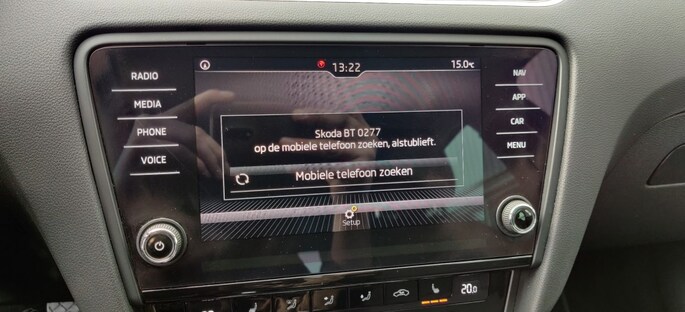 13:22
15.0°C
RADIO
MEDIA
PHONE
VOICE
NAV
APP
CAR
MENU
Skoda BT 0277
op de mobiele telefoon zoeken, alstublieft.
Mobiele telefoon zoeken
Setup
20.0